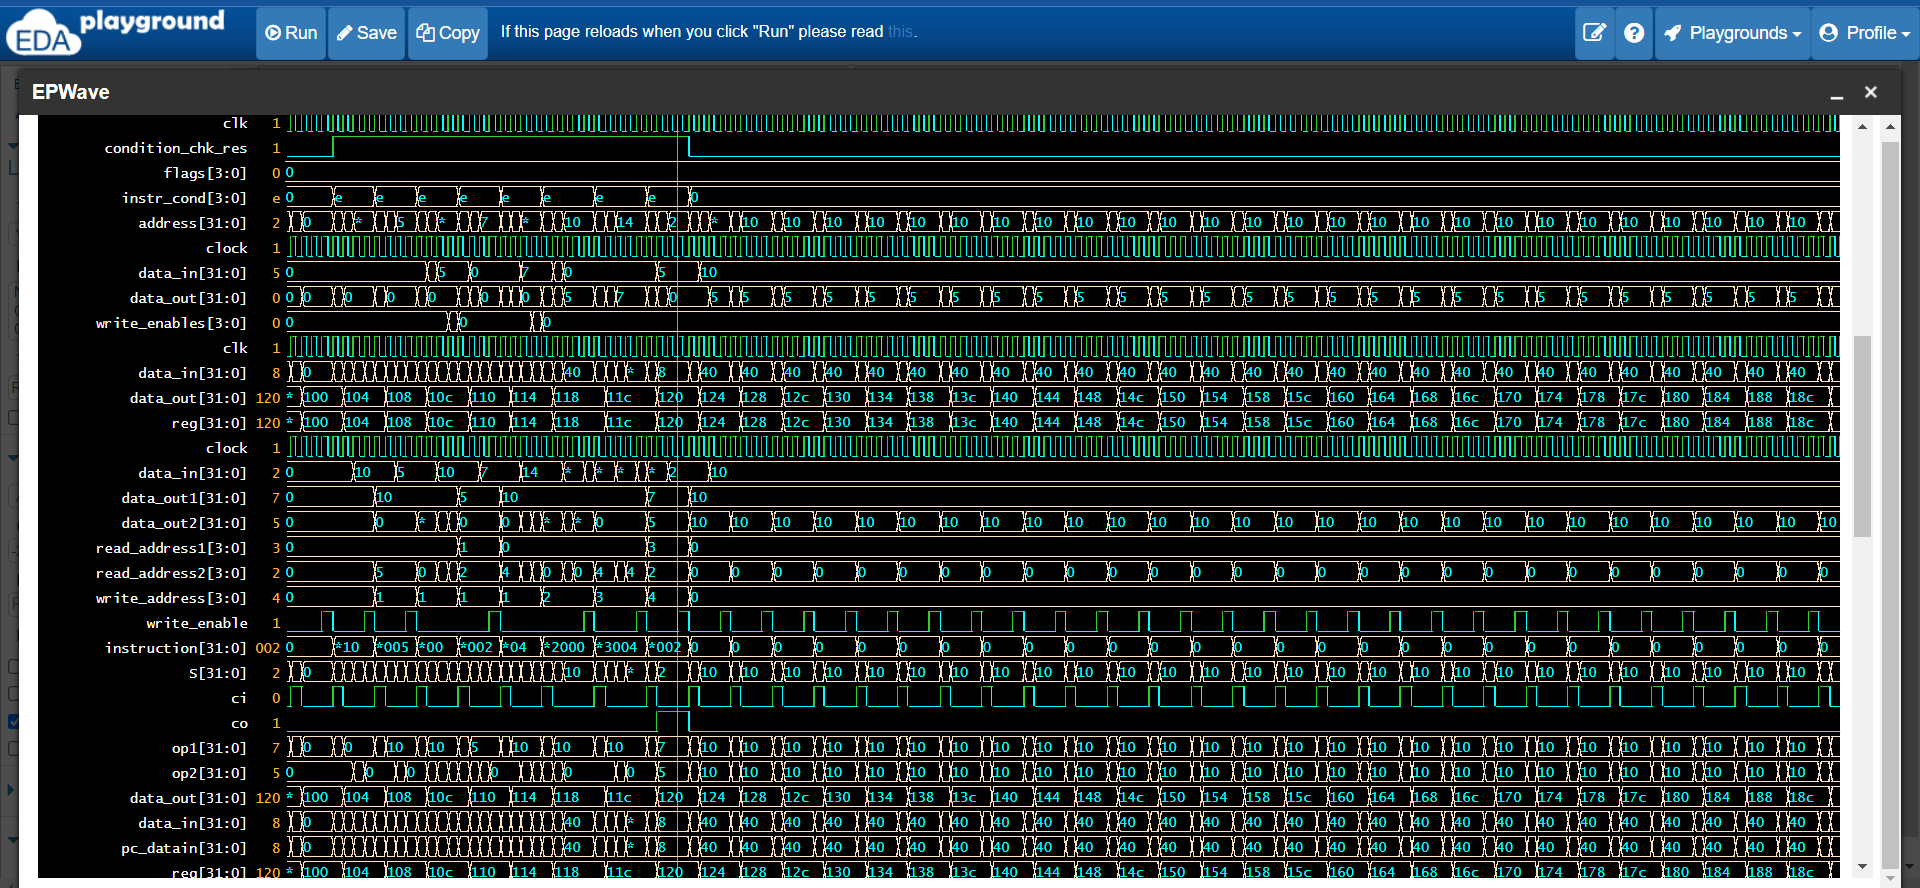 EDA playground Run Save Copy If this page reloads when you click "Run" please read this. Playgrounds Profile
EPWave
clk 1
condition_chk_res 1
flags[3:0] 0 0
instr_cond[3:0] e 0 e e e e e e e e 0
address[31:0] 2 0 * 5 * 7 * 10 14 2 * 10 10 10 10 10 10 10 10 10 10 10 10 10 10 10 10 10 10 10 10 10 10 10 10 10 10
clock 1
data_in[31:0] 5 0 5 0 7 0 5 10
data_out[31:0] 0 0 0 0 0 0 0 0 5 7 0 5 5 5 5 5 5 5 5 5 5 5 5 5 5 5 5 5 5 5 5 5 5 5 5 5 5 5
write_enables[3:0] 0 0 0 0
clk 1
data_in[31:0] 8 0 40 * 8 40 40 40 40 40 40 40 40 40 40 40 40 40 40 40 40 40 40 40 40 40 40 40 40 40 40 40
data_out[31:0] 120 * 100 104 108 10c 110 114 118 11c 120 124 128 12c 130 134 138 13c 140 144 148 14c 150 154 158 15c 160 164 168 16c 170 174 178 17c 180 184 188 18c
reg[31:0] 120 * 100 104 108 10c 110 114 118 11c 120 124 128 12c 130 134 138 13c 140 144 148 14c 150 154 158 15c 160 164 168 16c 170 174 178 17c 180 184 188 18c
clock 1
data_in[31:0] 2 0 10 5 10 7 14 * * * * 2 10
data_out1[31:0] 7 0 10 5 10 7 10
data_out2[31:0] 5 0 0 * 0 0 * * 0 5 10 10 10 10 10 10 10 10 10 10 10 10 10 10 10 10 10 10 10 10 10 10 10 10 10 10 10 10
read_address1[3:0] 3 0 1 0 3 0
read_address2[3:0] 2 0 5 0 2 4 0 0 4 4 2 0 0 0 0 0 0 0 0 0 0 0 0 0 0 0 0 0 0 0 0 0 0 0 0 0 0 0 0
write_address[3:0] 4 0 1 1 1 1 2 3 4 0
write_enable 1
instruction[31:0] 002 0 *10 *005 *00 *002 *04 *2000 *3004 *002 0 0 0 0 0 0 0 0 0 0 0 0 0 0 0 0 0 0 0 0 0 0 0 0 0 0 0 0
S[31:0] 2 0 10 * 2 10 10 10 10 10 10 10 10 10 10 10 10 10 10 10 10 10 10 10 10 10 10 10 10 10 10 10
ci 0
co 1
op1[31:0] 7 0 0 10 10 5 10 10 10 7 10 10 10 10 10 10 10 10 10 10 10 10 10 10 10 10 10 10 10 10 10 10 10 10 10 10 10
op2[31:0] 5 0 0 0 0 0 0 5 10 10 10 10 10 10 10 10 10 10 10 10 10 10 10 10 10 10 10 10 10 10 10 10 10 10 10 10 10
data_out[31:0] 120 * 100 104 108 10c 110 114 118 11c 120 124 128 12c 130 134 138 13c 140 144 148 14c 150 154 158 15c 160 164 168 16c 170 174 178 17c 180 184 188 18c
data_in[31:0] 8 0 40 * 8 40 40 40 40 40 40 40 40 40 40 40 40 40 40 40 40 40 40 40 40 40 40 40 40 40 40 40
pc_datain[31:0] 8 0 40 * 8 40 40 40 40 40 40 40 40 40 40 40 40 40 40 40 40 40 40 40 40 40 40 40 40 40 40 40
reg[31:0] 120 * 100 104 108 10c 110 114 118 11c 120 124 128 12c 130 134 138 13c 140 144 148 14c 150 154 158 15c 160 164 168 16c 170 174 178 17c 180 184 188 18c